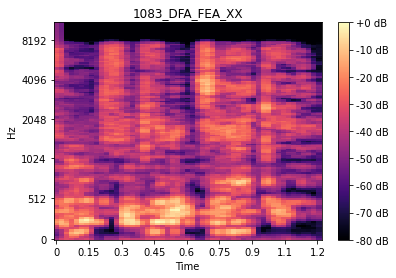 1083_DFA_FEA_XX
+0 dB
8192
-10 dB
4096
-20 dB
-30 dB
2048
Hz
-40 dB
1024
-50 dB
512
-60 dB
-70 dB
0
-80 dB
0 0.15 0.3 0.45 0.6 0.75 0.9 1.1 1.2
Time